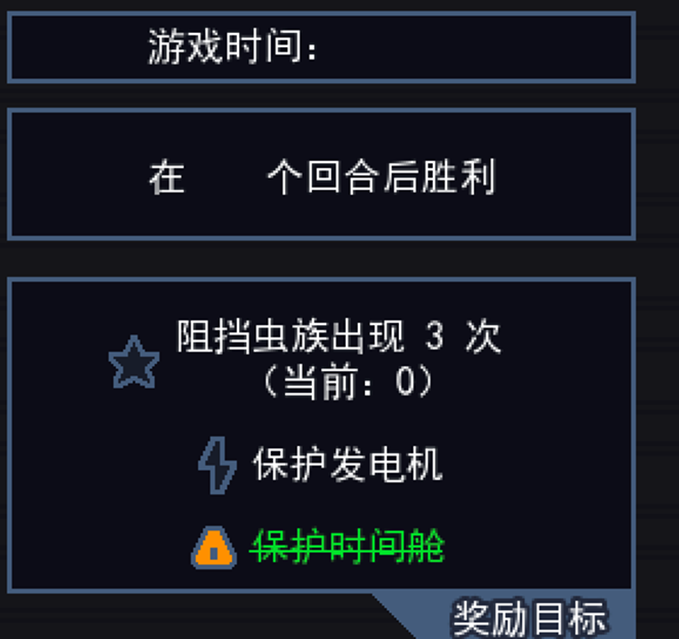 游戏时间：
在 个回合后胜利
阻挡虫族出现 3 次
（当前：0）
保护发电机
保护时间舱
奖励目标